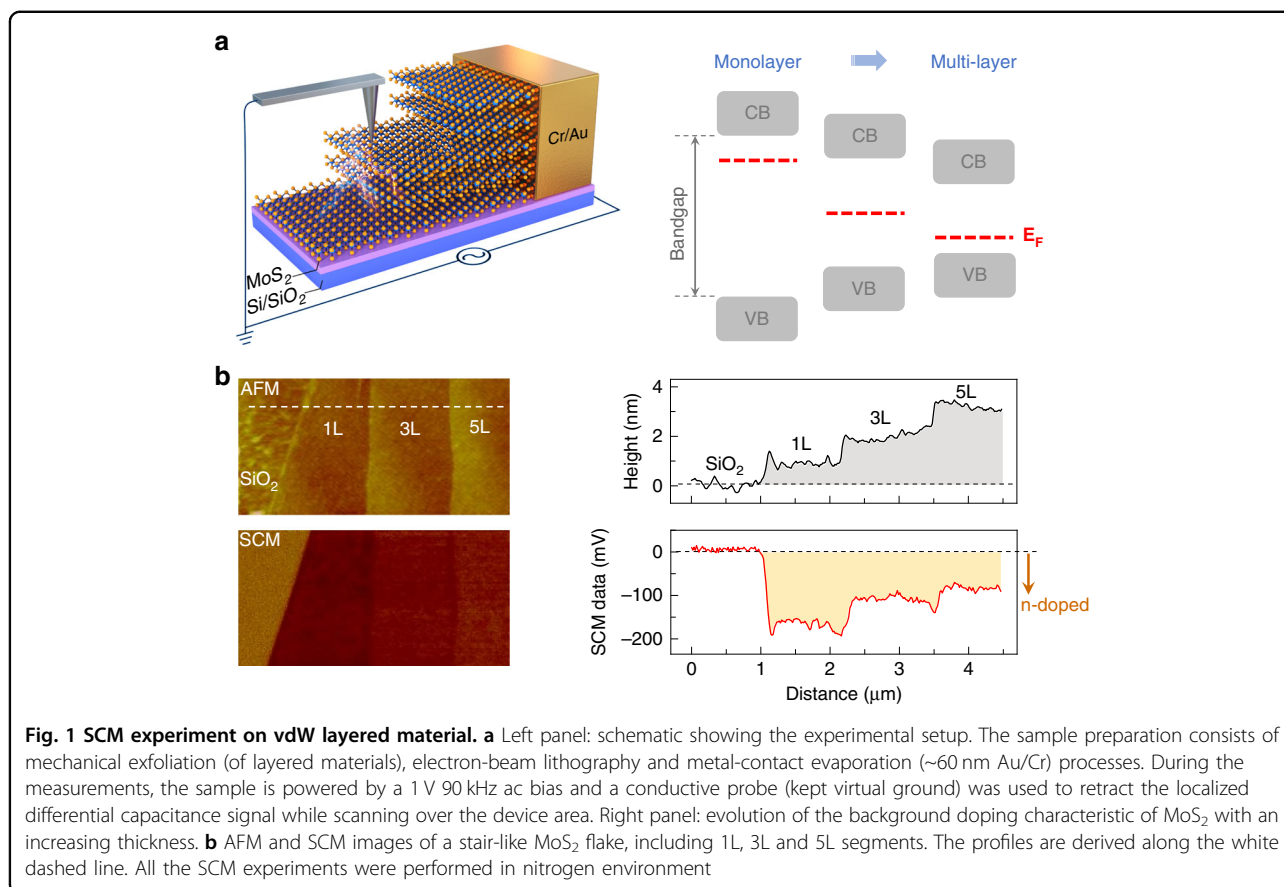 a
Monolayer
Multi-layer
CB
CB
CB
Bandgap
E_F
VB
VB
VB
Cr/Au
MoS₂
Si/SiO₂
b
AFM
1L
3L
5L
SiO₂
SCM
Height (nm)
4
2
0
SiO₂
1L
3L
5L
SCM data (mV)
0
−100
−200
n-doped
0
1
2
3
4
Distance (μm)
Fig. 1 SCM experiment on vdW layered material. a Left panel: schematic showing the experimental setup. The sample preparation consists of
mechanical exfoliation (of layered materials), electron-beam lithography and metal-contact evaporation (~60 nm Au/Cr) processes. During the
measurements, the sample is powered by a 1 V 90 kHz ac bias and a conductive probe (kept virtual ground) was used to retract the localized
differential capacitance signal while scanning over the device area. Right panel: evolution of the background doping characteristic of MoS₂ with an
increasing thickness. b AFM and SCM images of a stair-like MoS₂ flake, including 1L, 3L and 5L segments. The profiles are derived along the white
dashed line. All the SCM experiments were performed in nitrogen environment